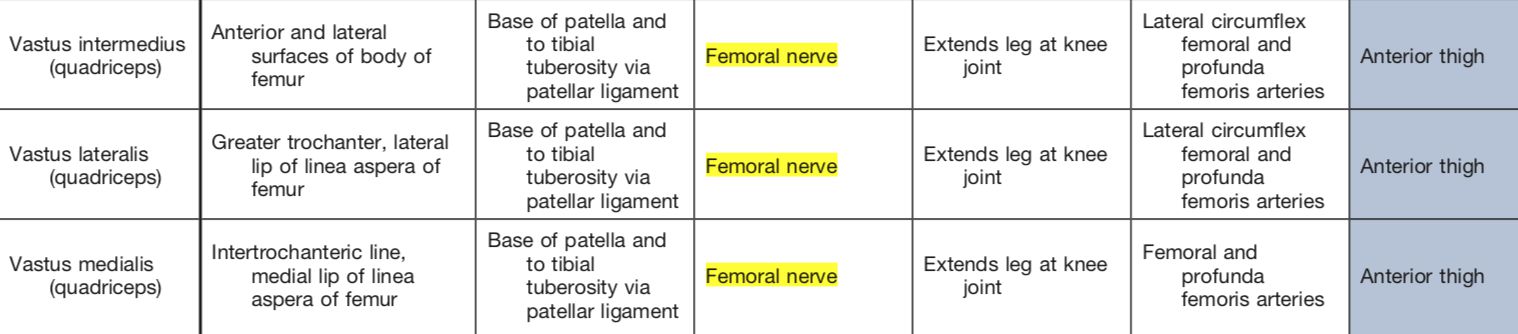 Vastus intermedius
(quadriceps)
Anterior and lateral
surfaces of body of
femur
Base of patella and
to tibial
tuberosity via
patellar ligament
Femoral nerve
Extends leg at knee
joint
Lateral circumflex
femoral and
profunda
femoris arteries
Anterior thigh
Vastus lateralis
(quadriceps)
Greater trochanter, lateral
lip of linea aspera of
femur
Base of patella and
to tibial
tuberosity via
patellar ligament
Femoral nerve
Extends leg at knee
joint
Lateral circumflex
femoral and
profunda
femoris arteries
Anterior thigh
Vastus medialis
(quadriceps)
Intertrochanteric line,
medial lip of linea
aspera of femur
Base of patella and
to tibial
tuberosity via
patellar ligament
Femoral nerve
Extends leg at knee
joint
Femoral and
profunda
femoris arteries
Anterior thigh